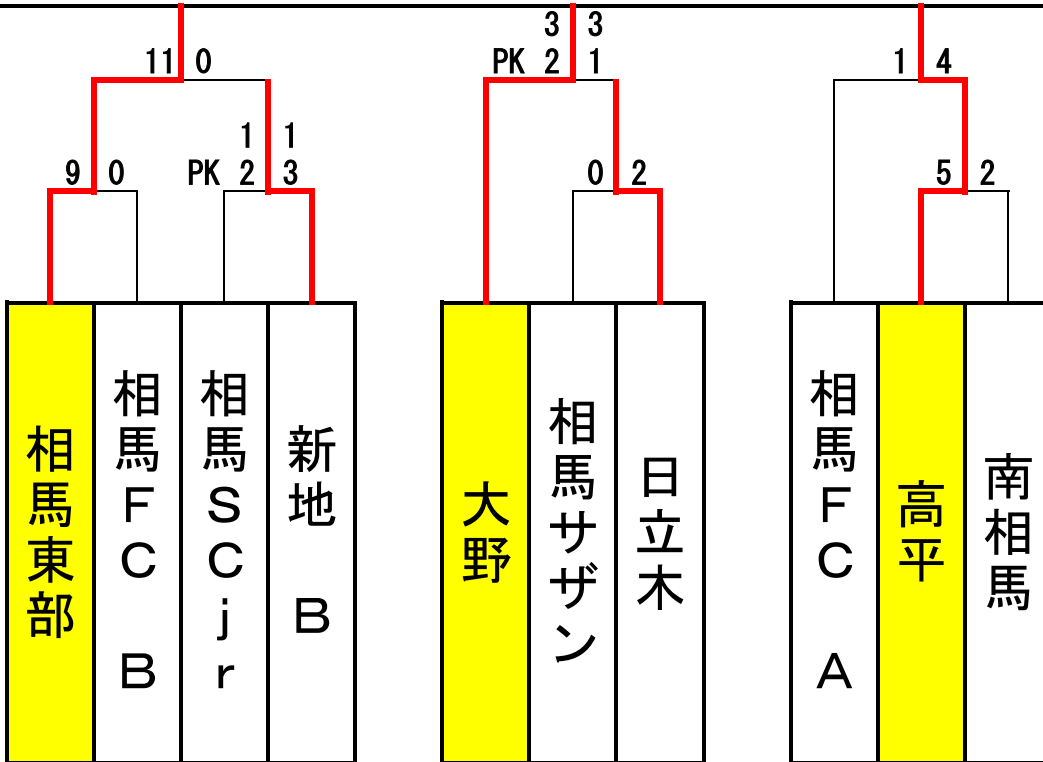 3 3
11 0
PK 2 1
1 4
1 1
9 0
PK 2 3
0 2
5 2
相馬東部
相馬FC B
相馬SCjr
新地 B
大野
相馬サザン
日立木
相馬FC A
高平
南相馬